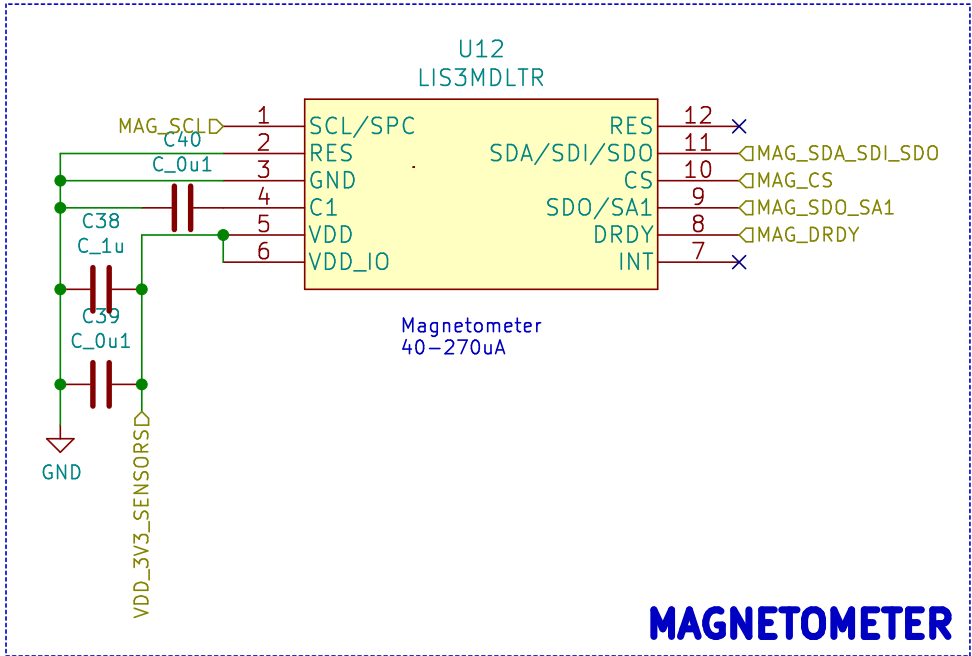 U12
LIS3MDLTR
MAG_SCL
1
SCL/SPC
RES
12
C40
2
RES
SDA/SDI/SDO
11
MAG_SDA_SDI_SDO
C_0u1
3
GND
CS
10
MAG_CS
4
C1
SDO/SA1
9
MAG_SDO_SA1
C38
5
VDD
DRDY
8
MAG_DRDY
C_1u
6
VDD_IO
INT
7
C39
C_0u1
Magnetometer
40-270uA
GND
VDD_3V3_SENSORS
MAGNETOMETER